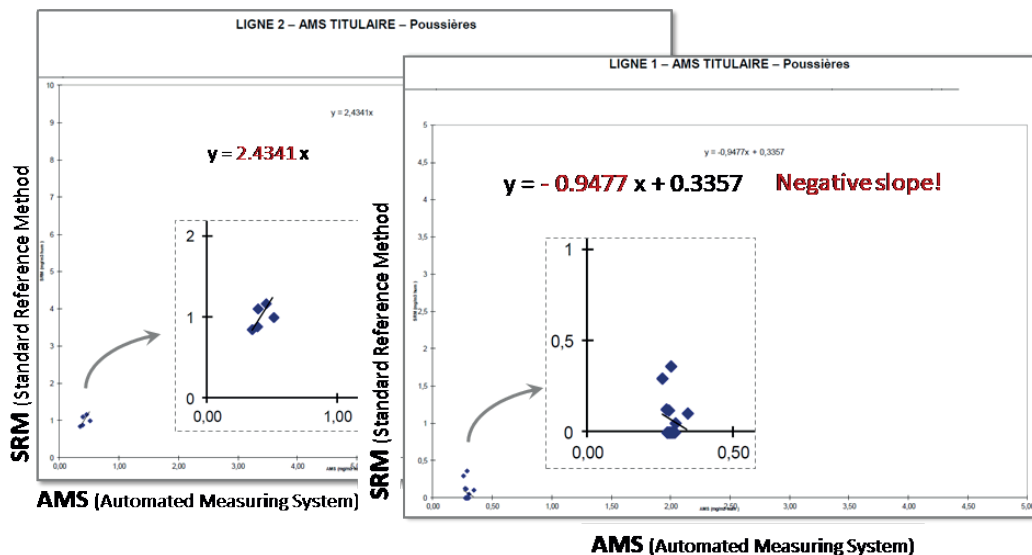 LIGNE 2 – AMS TITULAIRE – Poussières
10
9
8
7
6
5
4
3
2
1
0
y = 2,4341x
y = 2.4341 x
2
1
0
0,00 1,00
0,00 1,00 2,00 3,00 4,00
SRM (Standard Reference Method)
AMS (Automated Measuring System)
LIGNE 1 – AMS TITULAIRE – Poussières
5
4,5
4
3,5
3
2,5
2
1,5
1
0,5
0
y = -0,9477x + 0,3357
y = - 0.9477 x + 0.3357 Negative slope!
1
0,5
0
0,00 0,50
0,00 0,50 1,00 1,50 2,00 2,50 3,00 3,50 4,00 4,50 5,00
SRM (Standard Reference Method)
AMS (Automated Measuring System)